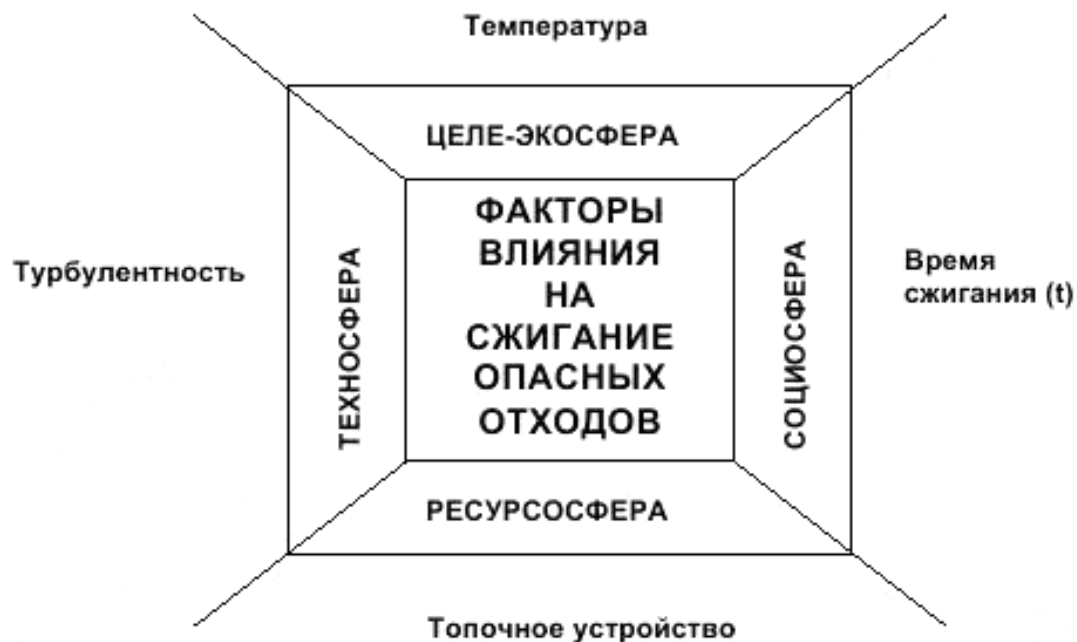 Температура
ЦЕЛЕ-ЭКОСФЕРА
Турбулентность
ТЕХНОСФЕРА
ФАКТОРЫ
ВЛИЯНИЯ
НА
СЖИГАНИЕ
ОПАСНЫХ
ОТХОДОВ
СОЦИОСФЕРА
Время
сжигания (t)
РЕСУРСОСФЕРА
Топочное устройство